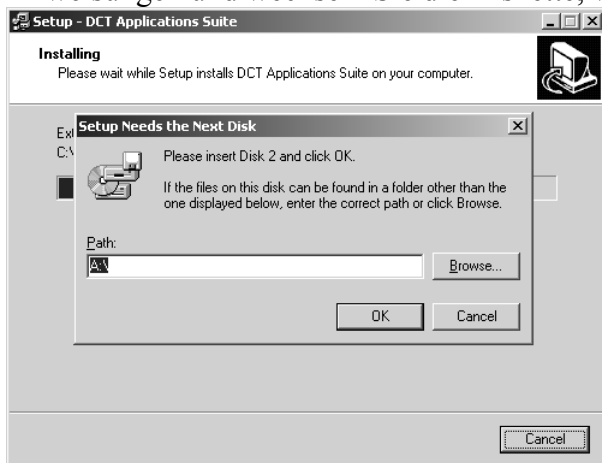 Setup - DCT Applications Suite
Installing
Please wait while Setup installs DCT Applications Suite on your computer.
Setup Needs the Next Disk
Please insert Disk 2 and click OK.
If the files on this disk can be found in a folder other than the
one displayed below, enter the correct path or click Browse.
Path:
A:\
Browse...
OK
Cancel
Cancel